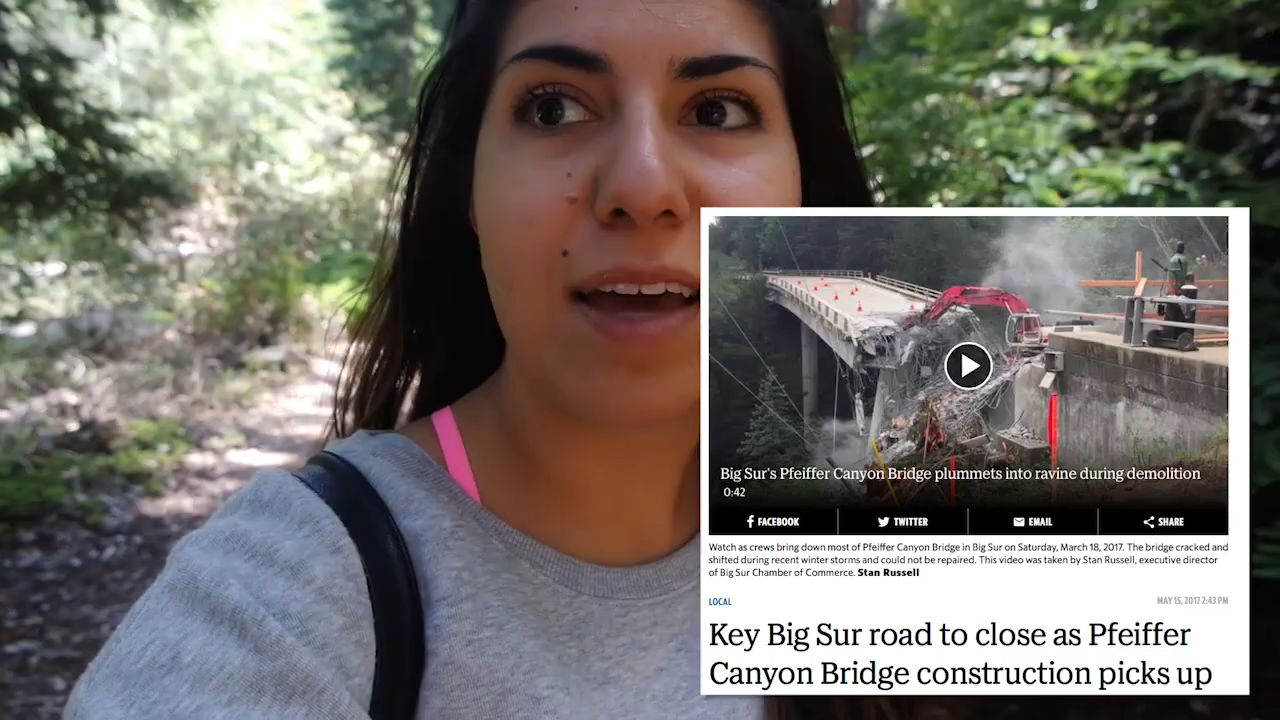 Big Sur's Pfeiffer Canyon Bridge plummets into ravine during demolition
0:42
FACEBOOK TWITTER EMAIL SHARE
Watch as crews bring down most of Pfeiffer Canyon Bridge in Big Sur on Saturday, March 18, 2017. The bridge cracked and
shifted during recent winter storms and could not be repaired. This video was taken by Stan Russell, executive director
of Big Sur Chamber of Commerce. Stan Russell
LOCAL MAY 15, 2017 2:43 PM
Key Big Sur road to close as Pfeiffer
Canyon Bridge construction picks up